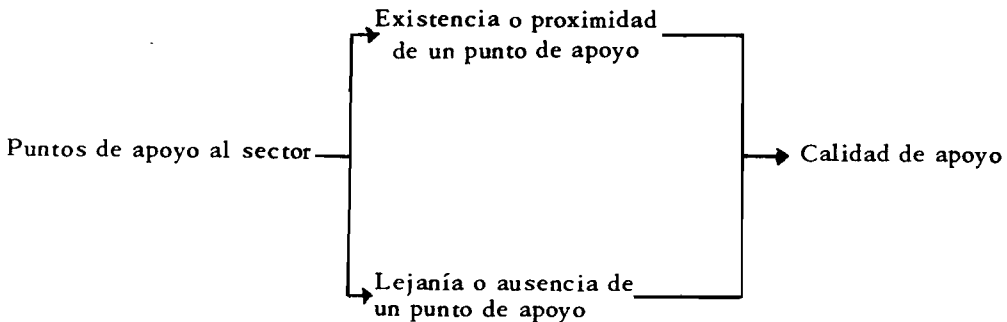 Existencia o proximidad
de un punto de apoyo
Puntos de apoyo al sector
Calidad de apoyo
Lejanía o ausencia de
un punto de apoyo